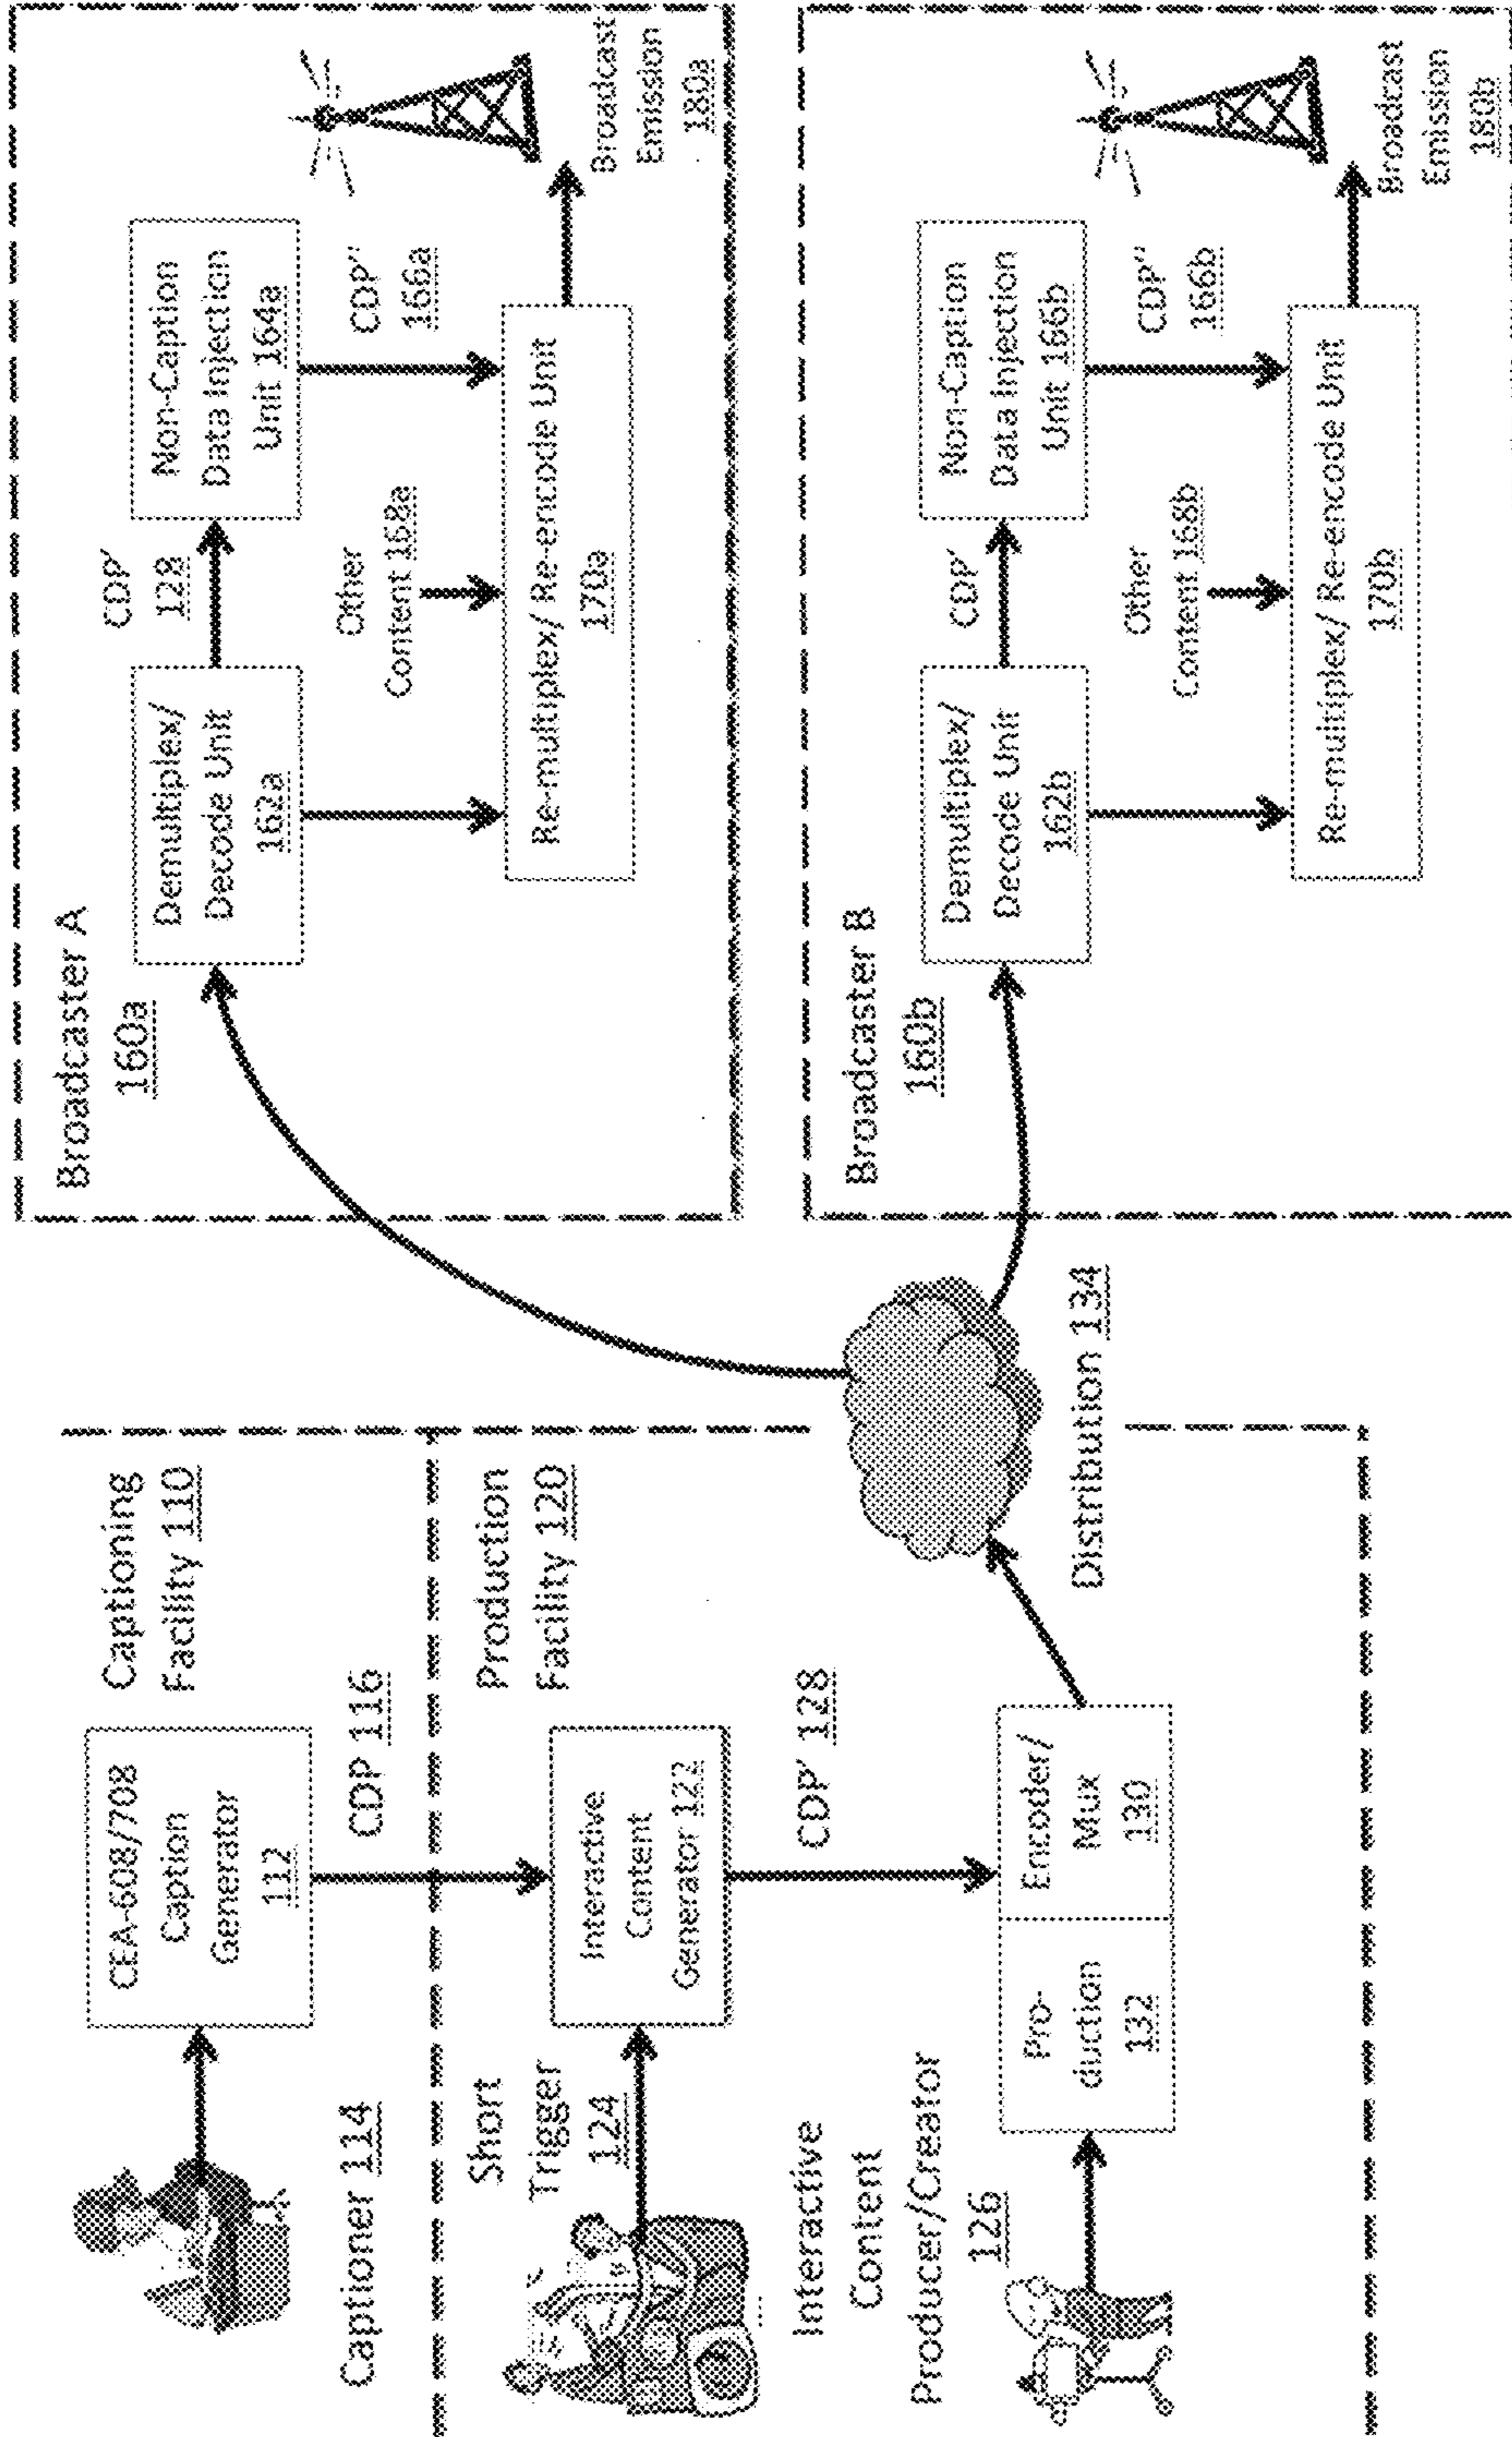 Captioning
Facility 110
CEA-608/708
Caption
Generator
112
Captioner 114
CDP 116
Production
Facility 120
Short
Trigger
124
Interactive
Content
Generator 122
Interactive
Content
Producer/Creator
126
CDP' 128
Pro-
duction
132
Encoder/
Mux
130
Distribution 134
Broadcaster A
160a
Demultiplex/
Decode Unit
162a
CDP'
128
Non-Caption
Data Injection
Unit 164a
Other
Content 168a
CDP''
166a
Re-multiplex/ Re-encode Unit
170a
Broadcast
Emission
180a
Broadcaster B
160b
Demultiplex/
Decode Unit
162b
CDP'
Non-Caption
Data Injection
Unit 166b
Other
Content 168b
CDP''
166b
Re-multiplex/ Re-encode Unit
170b
Broadcast
Emission
180b